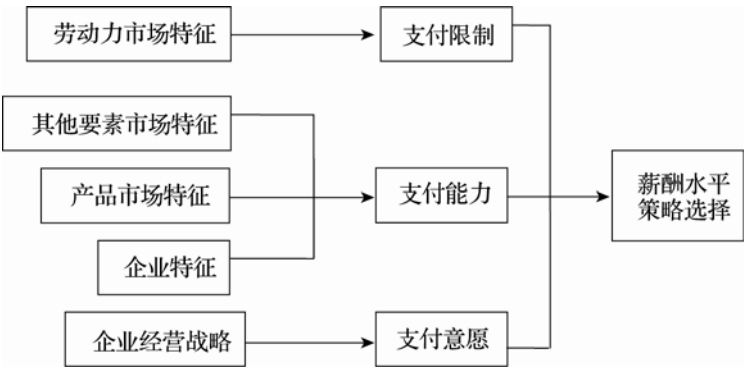 劳动力市场特征
支付限制
其他要素市场特征
产品市场特征
支付能力
薪酬水平
策略选择
企业特征
企业经营战略
支付意愿